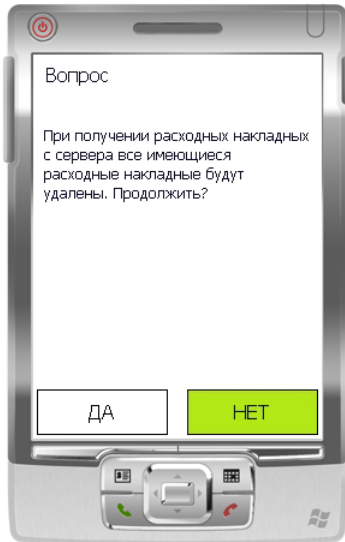 Вопрос
При получении расходных накладных
с сервера все имеющиеся
расходные накладные будут
удалены. Продолжить?
ДА
НЕТ